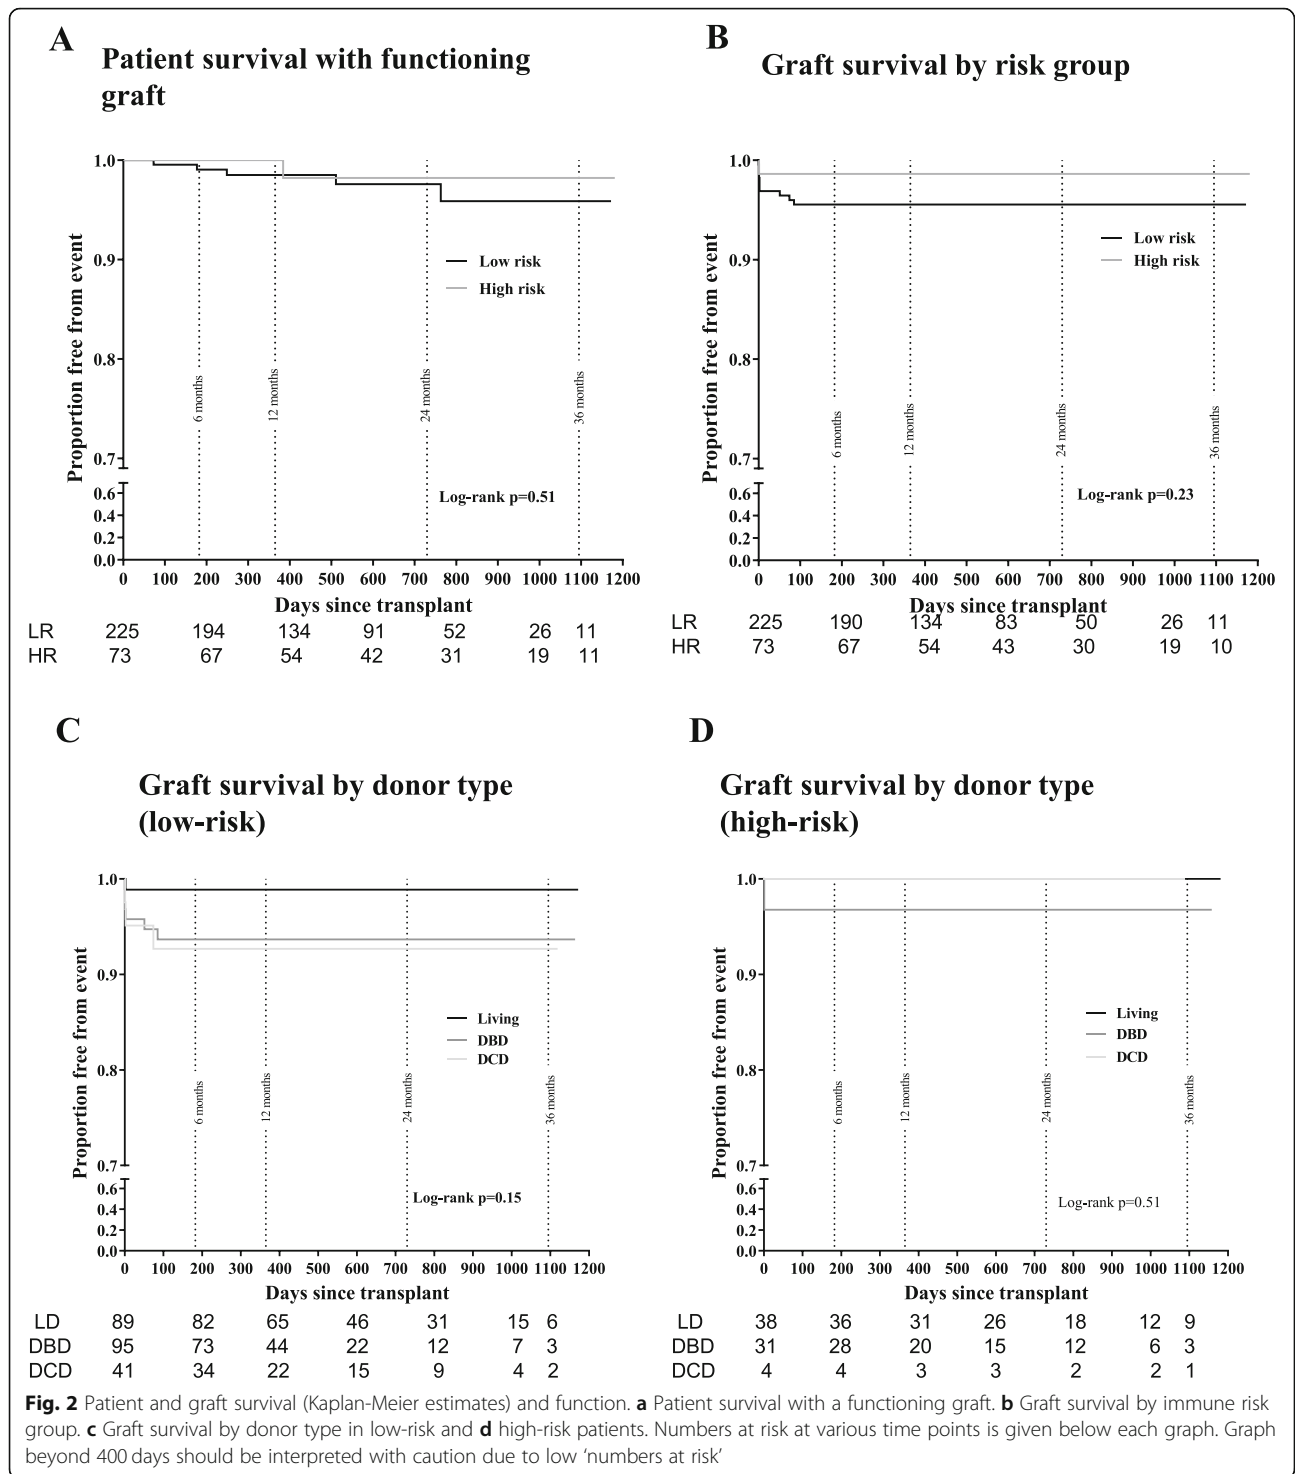 A
Patient survival with functioning
graft
Proportion free from event
1.0
0.9
0.8
0.7
0.6
0.4
0.2
0.0
6 months
12 months
24 months
36 months
Low risk
High risk
Log-rank p=0.51
0 100 200 300 400 500 600 700 800 900 1000 1100 1200
Days since transplant
LR 225 194 134 91 52 26 11
HR 73 67 54 42 31 19 11
B
Graft survival by risk group
Proportion free from event
1.0
0.9
0.8
0.7
0.6
0.4
0.2
0.0
6 months
12 months
24 months
36 months
Low risk
High risk
Log-rank p=0.23
0 100 200 300 400 500 600 700 800 900 1000 1100 1200
Days since transplant
LR 225 190 134 83 50 26 11
HR 73 67 54 43 30 19 10
C
Graft survival by donor type
(low-risk)
Proportion free from event
1.0
0.9
0.8
0.7
0.6
0.4
0.2
0.0
6 months
12 months
24 months
36 months
Living
DBD
DCD
Log-rank p=0.15
0 100 200 300 400 500 600 700 800 900 1000 1100 1200
Days since transplant
LD 89 82 65 46 31 15 6
DBD 95 73 44 22 12 7 3
DCD 41 34 22 15 9 4 2
D
Graft survival by donor type
(high-risk)
Proportion free from event
1.0
0.9
0.8
0.7
0.6
0.4
0.2
0.0
6 months
12 months
24 months
36 months
Living
DBD
DCD
Log-rank p=0.51
0 100 200 300 400 500 600 700 800 900 1000 1100 1200
Days since transplant
LD 38 36 31 26 18 12 9
DBD 31 28 20 15 12 6 3
DCD 4 4 3 3 2 2 1
Fig. 2 Patient and graft survival (Kaplan-Meier estimates) and function. a Patient survival with a functioning graft. b Graft survival by immune risk
group. c Graft survival by donor type in low-risk and d high-risk patients. Numbers at risk at various time points is given below each graph. Graph
beyond 400 days should be interpreted with caution due to low ‘numbers at risk’